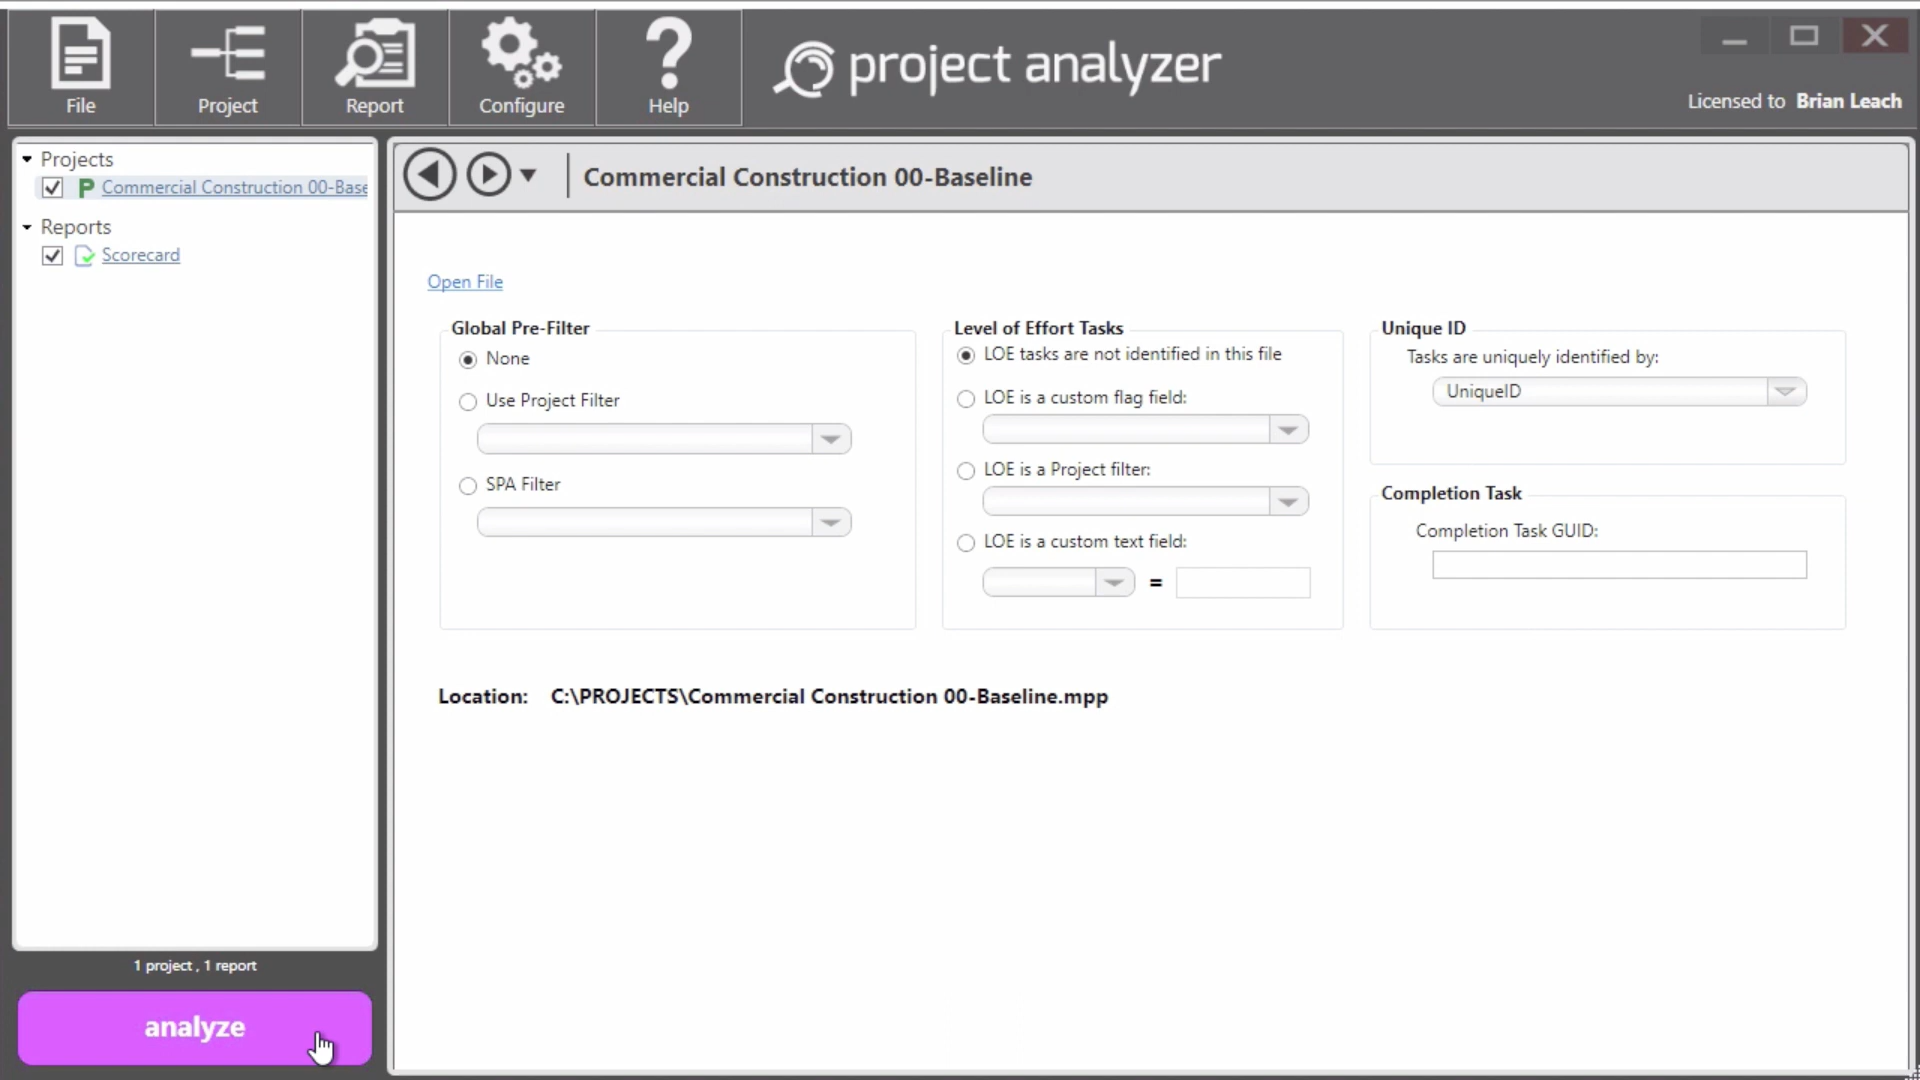 File
Project
Report
Configure
Help
project analyzer
Licensed to Brian Leach
Projects
P Commercial Construction 00-Base
Reports
Scorecard
1 project , 1 report
analyze
Commercial Construction 00-Baseline
Open File
Global Pre-Filter
None
Use Project Filter
SPA Filter
Level of Effort Tasks
LOE tasks are not identified in this file
LOE is a custom flag field:
LOE is a Project filter:
LOE is a custom text field:
=
Unique ID
Tasks are uniquely identified by:
UniqueID
Completion Task
Completion Task GUID:
Location: C:\PROJECTS\Commercial Construction 00-Baseline.mpp